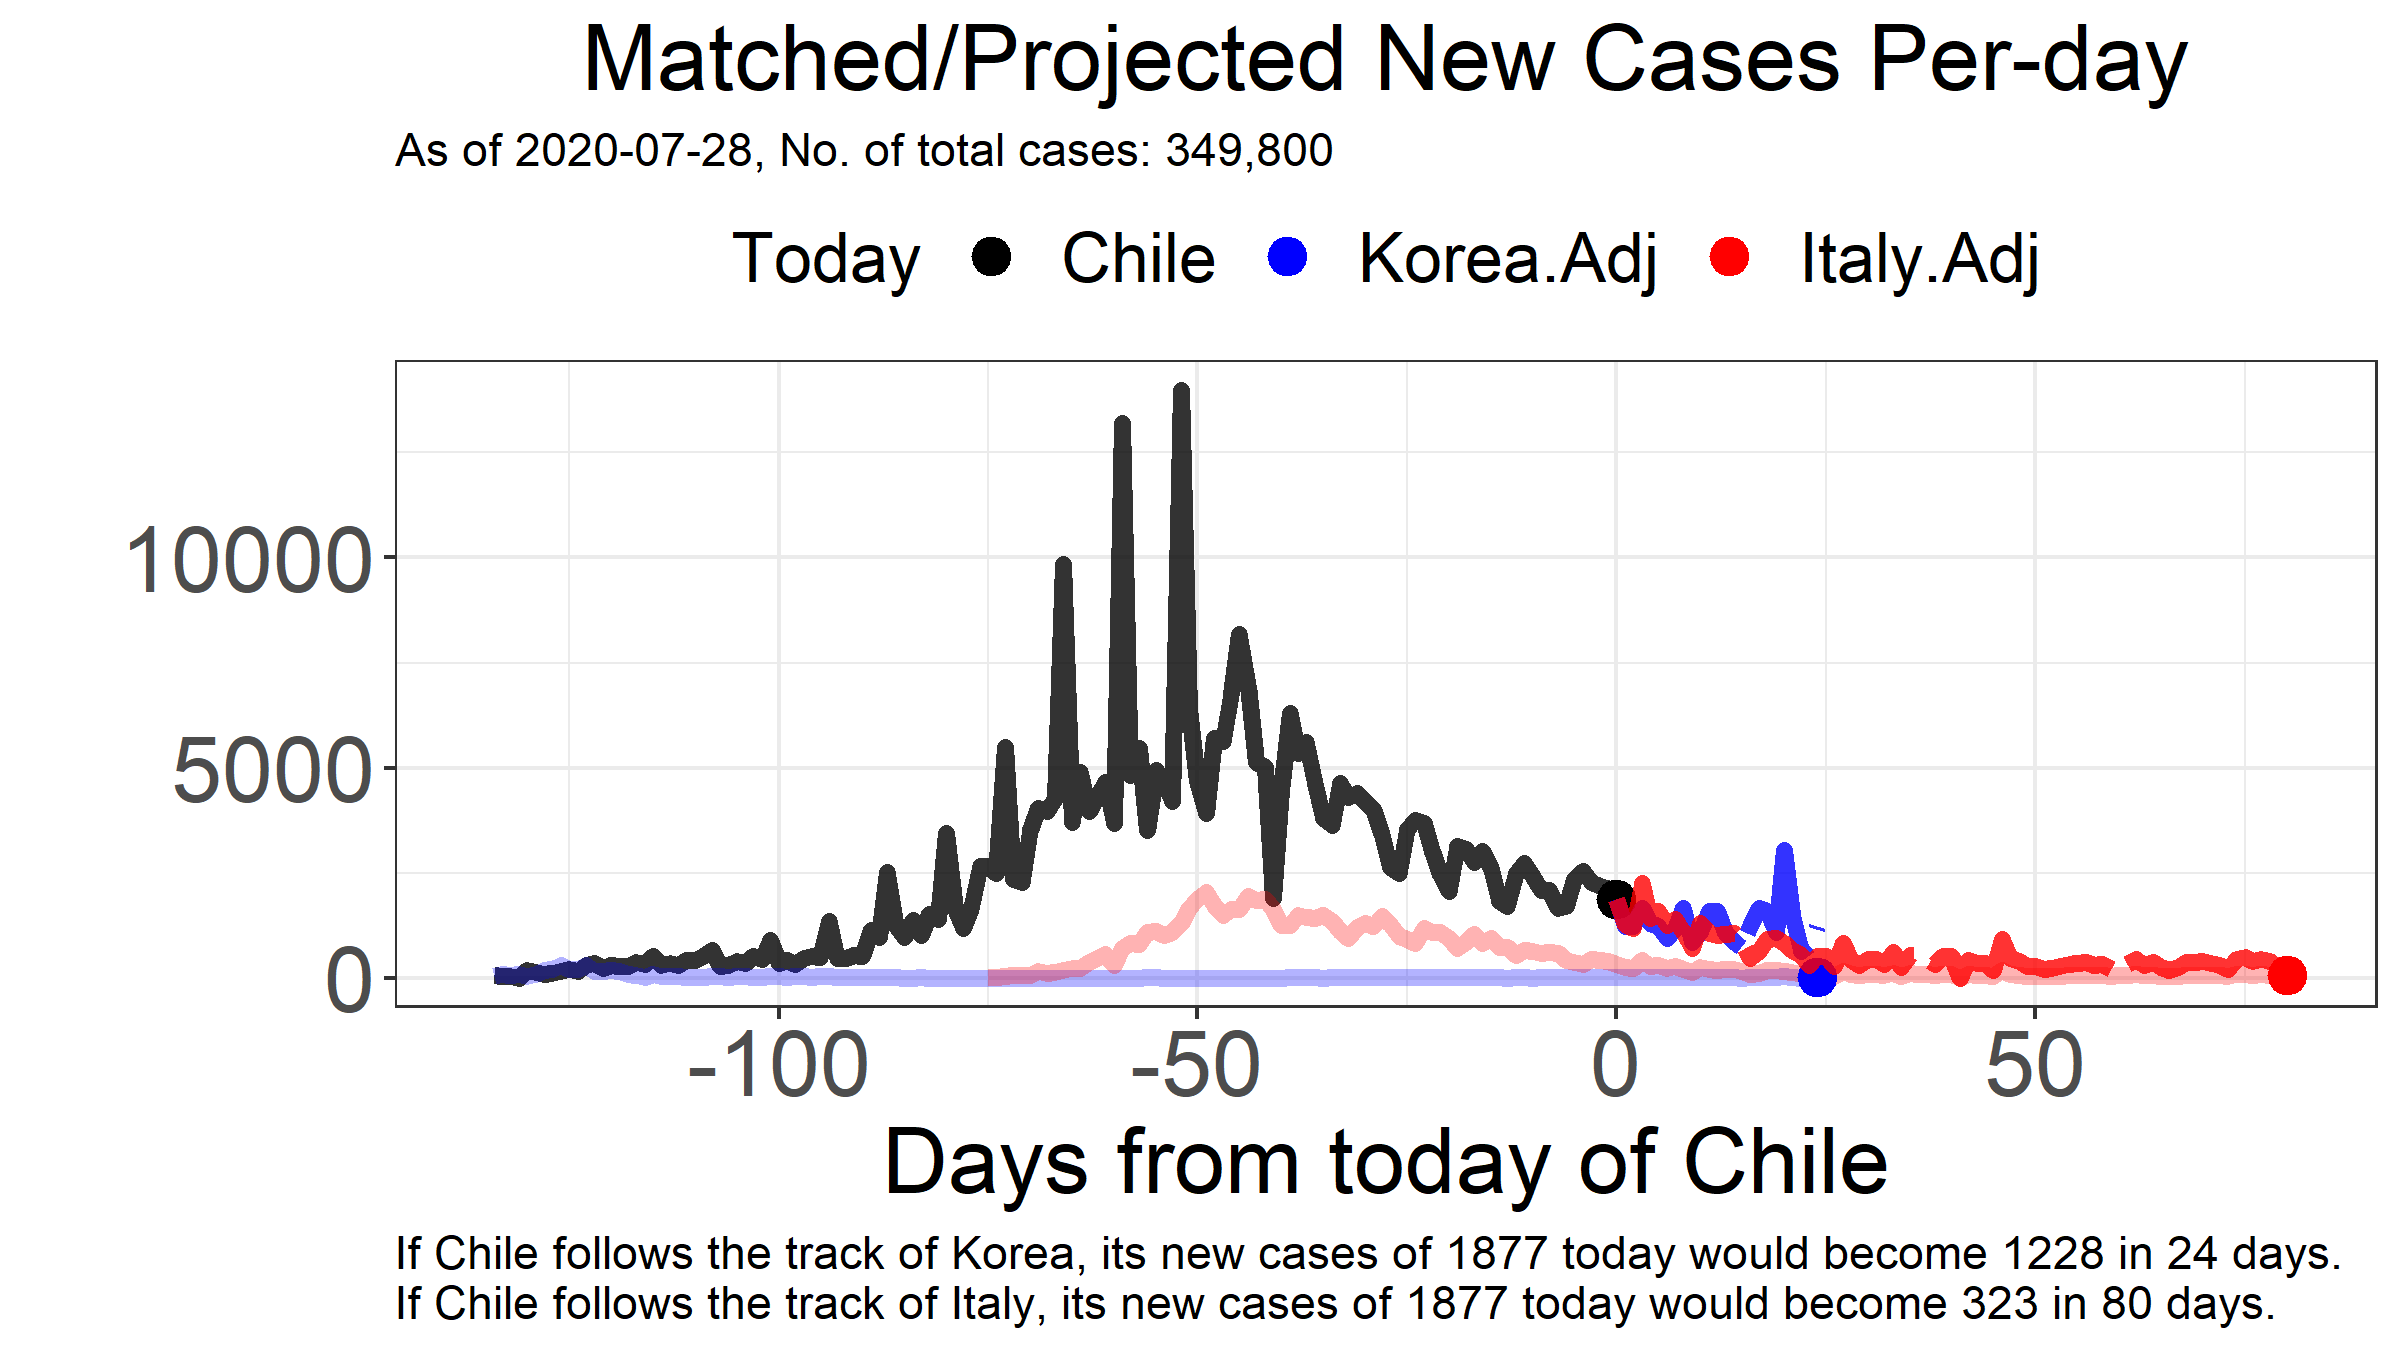 Matched/Projected New Cases Per-day
As of 2020-07-28, No. of total cases: 349,800
Today Chile Korea.Adj Italy.Adj
10000
5000
0
-100 -50 0 50
Days from today of Chile
If Chile follows the track of Korea, its new cases of 1877 today would become 1228 in 24 days.
If Chile follows the track of Italy, its new cases of 1877 today would become 323 in 80 days.